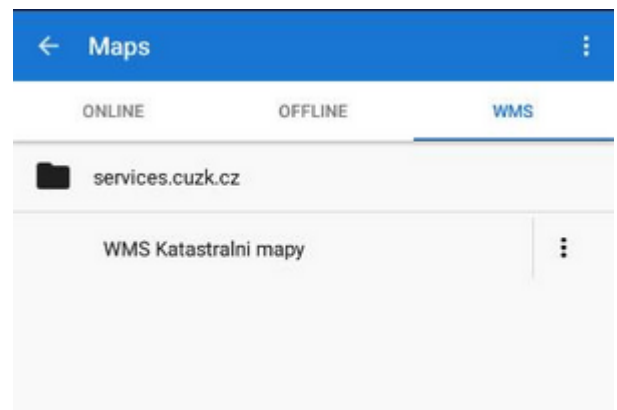 Maps
ONLINE OFFLINE WMS
services.cuzk.cz
WMS Katastralni mapy